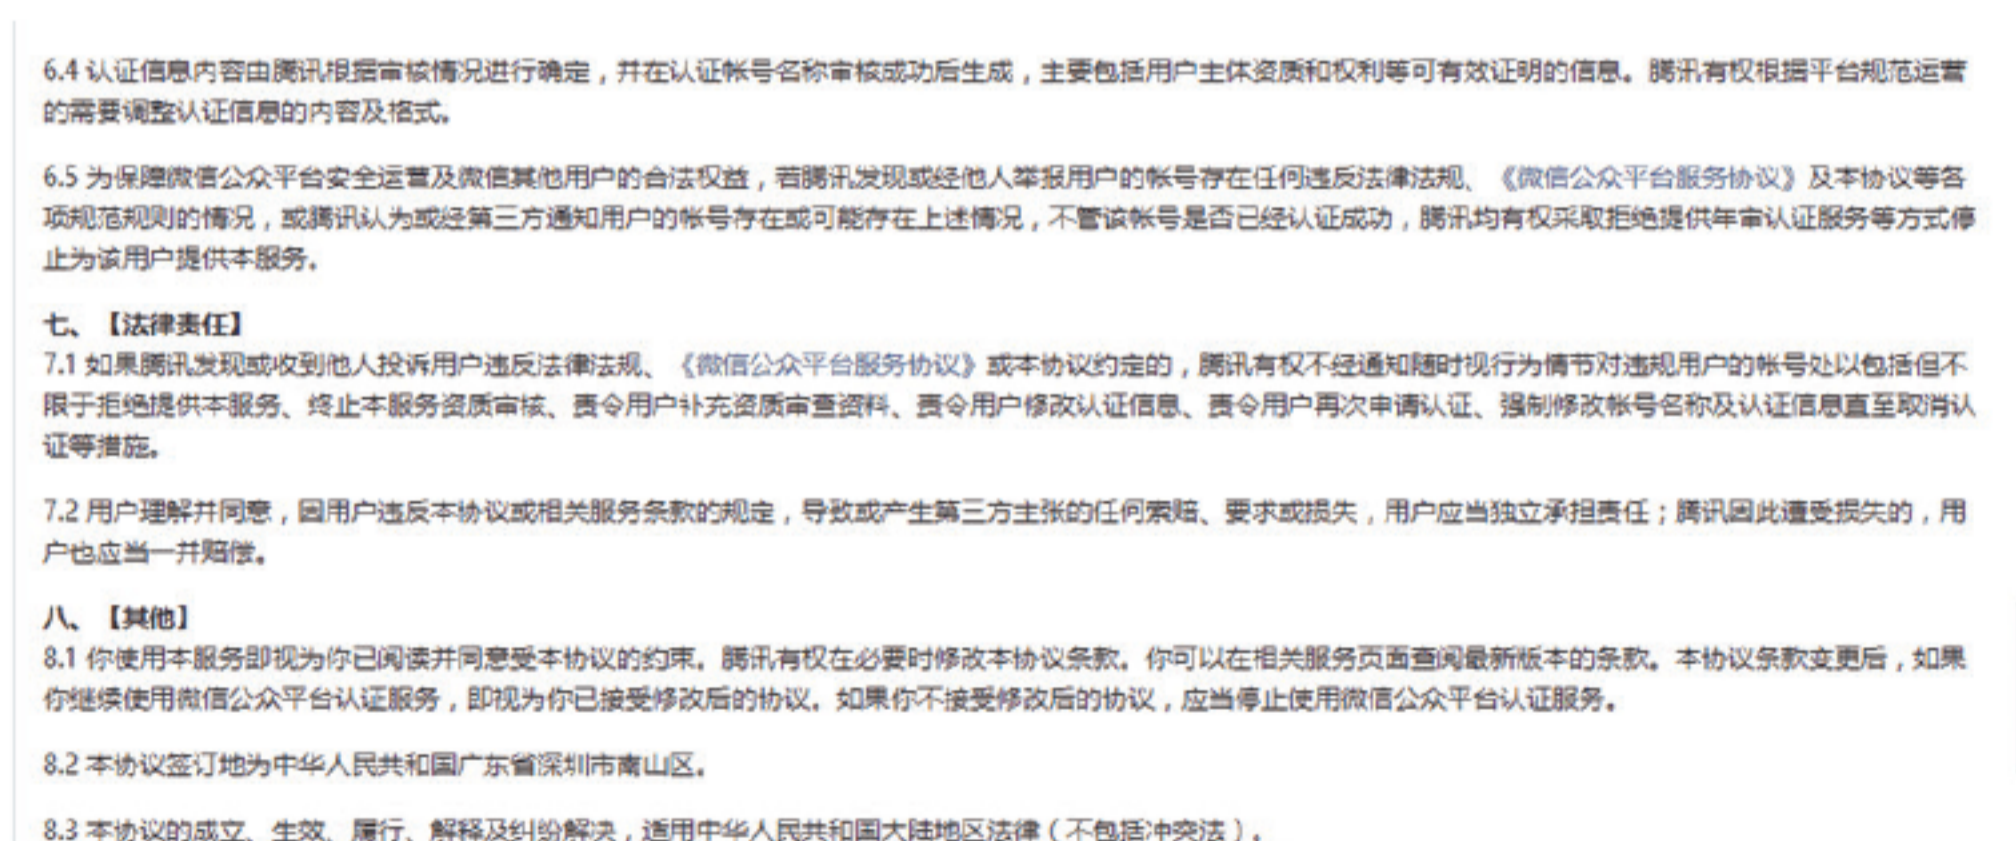 6.4 认证信息内容由腾讯根据审核情况进行确定，并在认证帐号名称审核成功后生成，主要包括用户主体资质和权利等可有效证明的信息。腾讯有权根据平台规范运营
的需要调整认证信息的内容及格式。
6.5 为保障微信公众平台安全运营及微信其他用户的合法权益，若腾讯发现或经他人举报用户的帐号存在任何违反法律法规、《微信公众平台服务协议》及本协议等各
项规范规则的情况，或腾讯认为或经第三方通知用户的帐号存在或可能存在上述情况，不管该帐号是否已经认证成功，腾讯均有权采取拒绝提供年审认证服务等方式停
止为该用户提供本服务。
七、【法律责任】
7.1 如果腾讯发现或收到他人投诉用户违反法律法规、《微信公众平台服务协议》或本协议约定的，腾讯有权不经通知随时视行为情节对违规用户的帐号处以包括但不
限于拒绝提供本服务、终止本服务资质审核、责令用户补充资质审查资料、责令用户修改认证信息、责令用户再次申请认证、强制修改帐号名称及认证信息直至取消认
证等措施。
7.2 用户理解并同意，因用户违反本协议或相关服务条款的规定，导致或产生第三方主张的任何索赔、要求或损失，用户应当独立承担责任；腾讯因此遭受损失的，用
户也应当一并赔偿。
八、【其他】
8.1 你使用本服务即视为你已阅读并同意受本协议的约束。腾讯有权在必要时修改本协议条款。你可以在相关服务页面查阅最新版本的条款。本协议条款变更后，如果
你继续使用微信公众平台认证服务，即视为你已接受修改后的协议。如果你不接受修改后的协议，应当停止使用微信公众平台认证服务。
8.2 本协议签订地为中华人民共和国广东省深圳市南山区。
8.3 本协议的成立、生效、履行、解释及纠纷解决，适用中华人民共和国大陆地区法律（不包括冲突法）。